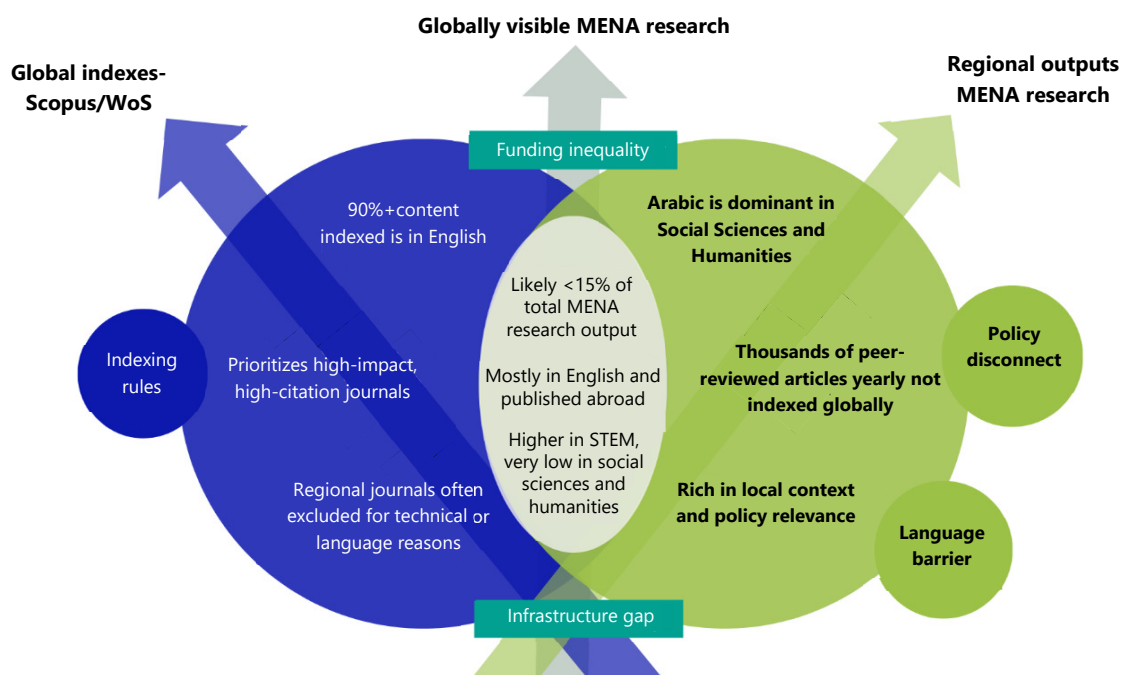 Globally visible MENA research
Global indexes-
Scopus/WoS
Regional outputs
MENA research
Funding inequality
90%+content
indexed is in English
Prioritizes high-impact,
high-citation journals
Regional journals often
excluded for technical or
language reasons
Indexing
rules
Likely <15% of
total MENA
research output
Mostly in English and
published abroad
Higher in STEM,
very low in social
sciences and
humanities
Arabic is dominant in
Social Sciences and
Humanities
Thousands of peer-
reviewed articles yearly not
indexed globally
Rich in local context
and policy relevance
Policy
disconnect
Language
barrier
Infrastructure gap